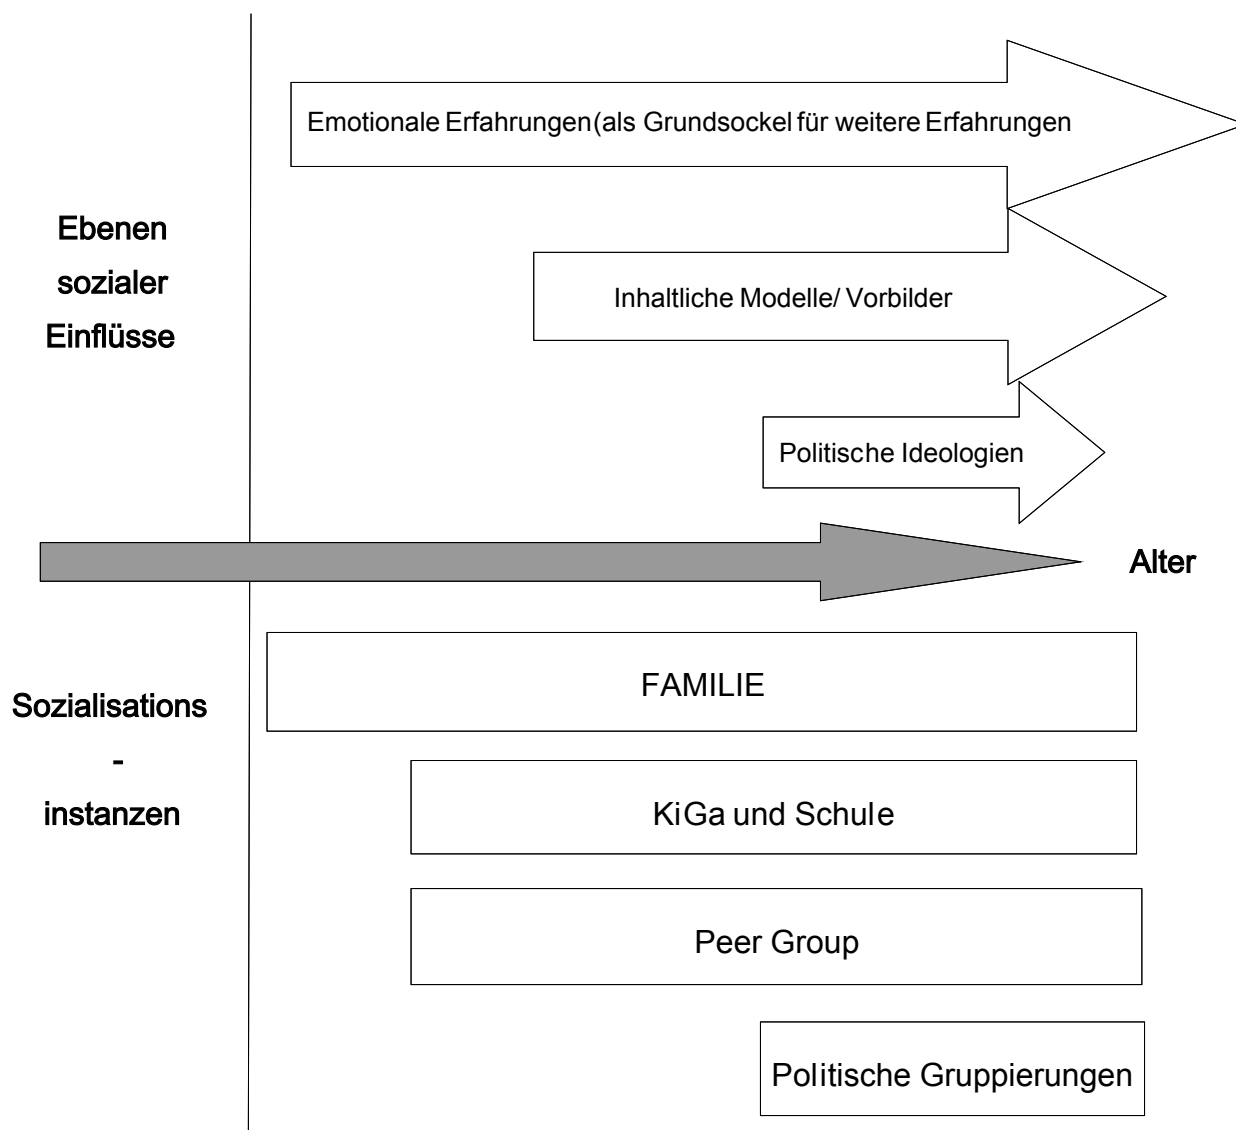 Emotionale Erfahrungen(als Grundsockel für weitere Erfahrungen
Ebenen
sozialer
Einflüsse
Inhaltliche Modelle/ Vorbilder
Politische Ideologien
Alter
FAMILIE
Sozialisations
-
instanzen
KiGa und Schule
Peer Group
Politische Gruppierungen